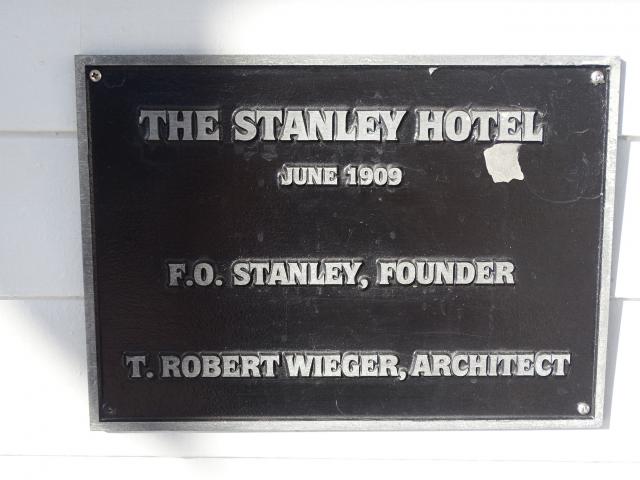 THE STANLEY HOTEL
JUNE 1909
F.O. STANLEY, FOUNDER
T. ROBERT WIEGER, ARCHITECT